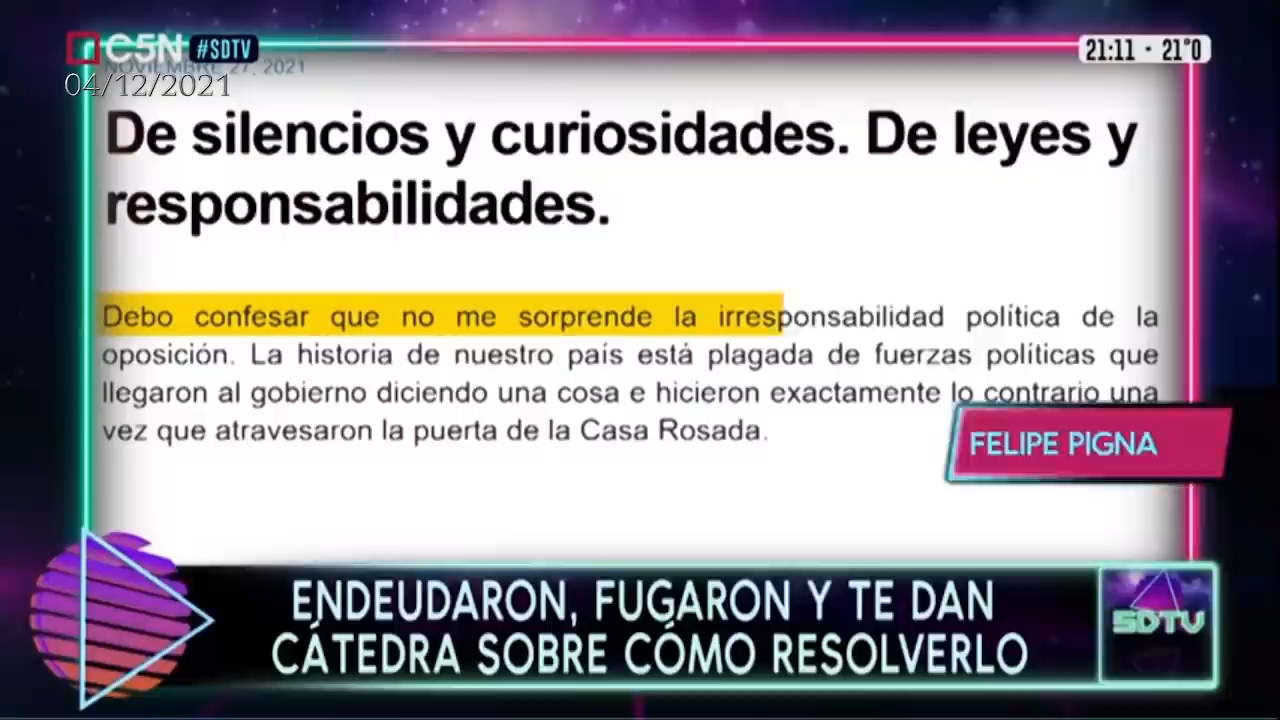 C5N #SDTV
21:11 · 21°0
NOVIEMBRE 27, 2021
04/12/2021
De silencios y curiosidades. De leyes y
responsabilidades.
Debo confesar que no me sorprende la irresponsabilidad política de la
oposición. La historia de nuestro país está plagada de fuerzas políticas que
llegaron al gobierno diciendo una cosa e hicieron exactamente lo contrario una
vez que atravesaron la puerta de la Casa Rosada.
FELIPE PIGNA
ENDEUDARON, FUGARON Y TE DAN
CÁTEDRA SOBRE CÓMO RESOLVERLO
SDTV